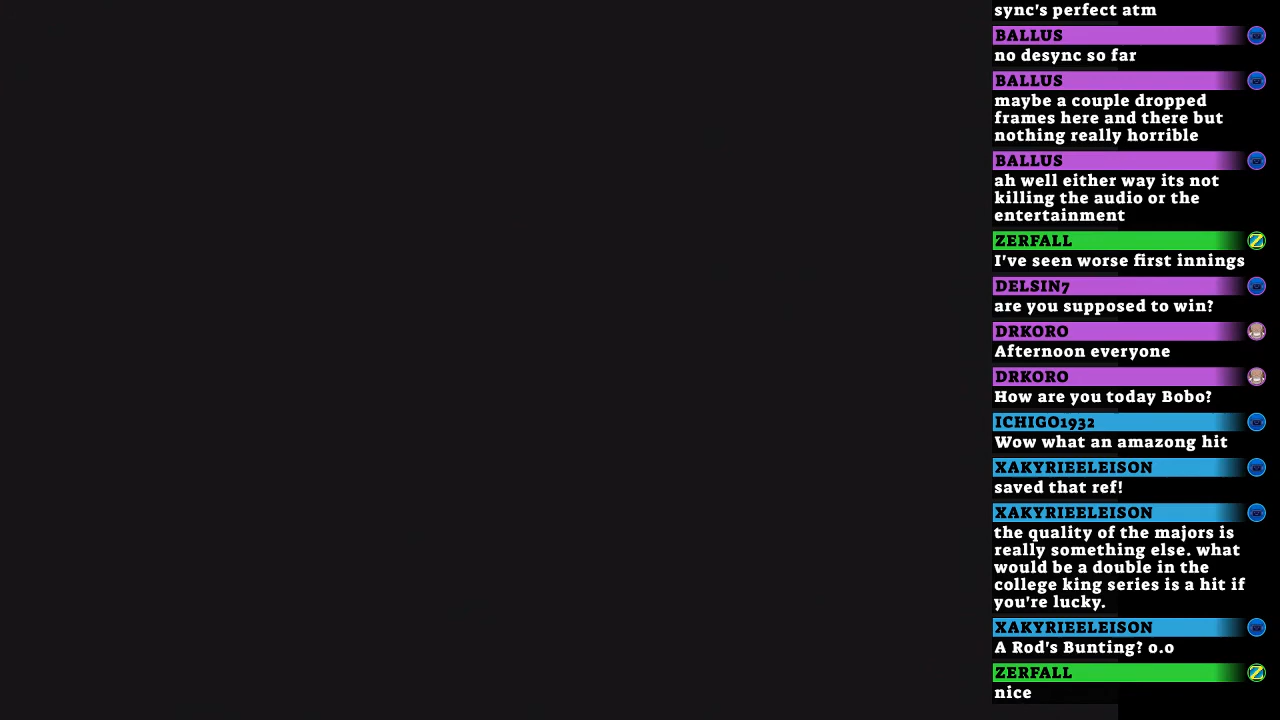 sync's perfect atm
BALLUS
no desync so far
BALLUS
maybe a couple dropped
frames here and there but
nothing really horrible
BALLUS
ah well either way its not
killing the audio or the
entertainment
ZERFALL
I've seen worse first innings
DELSIN7
are you supposed to win?
DRKORO
Afternoon everyone
DRKORO
How are you today Bobo?
ICHIGO1932
Wow what an amazong hit
XAKYRIEELEISON
saved that ref!
XAKYRIEELEISON
the quality of the majors is
really something else. what
would be a double in the
college king series is a hit if
you're lucky.
XAKYRIEELEISON
A Rod's Bunting? 0.0
ZERFALL
nice